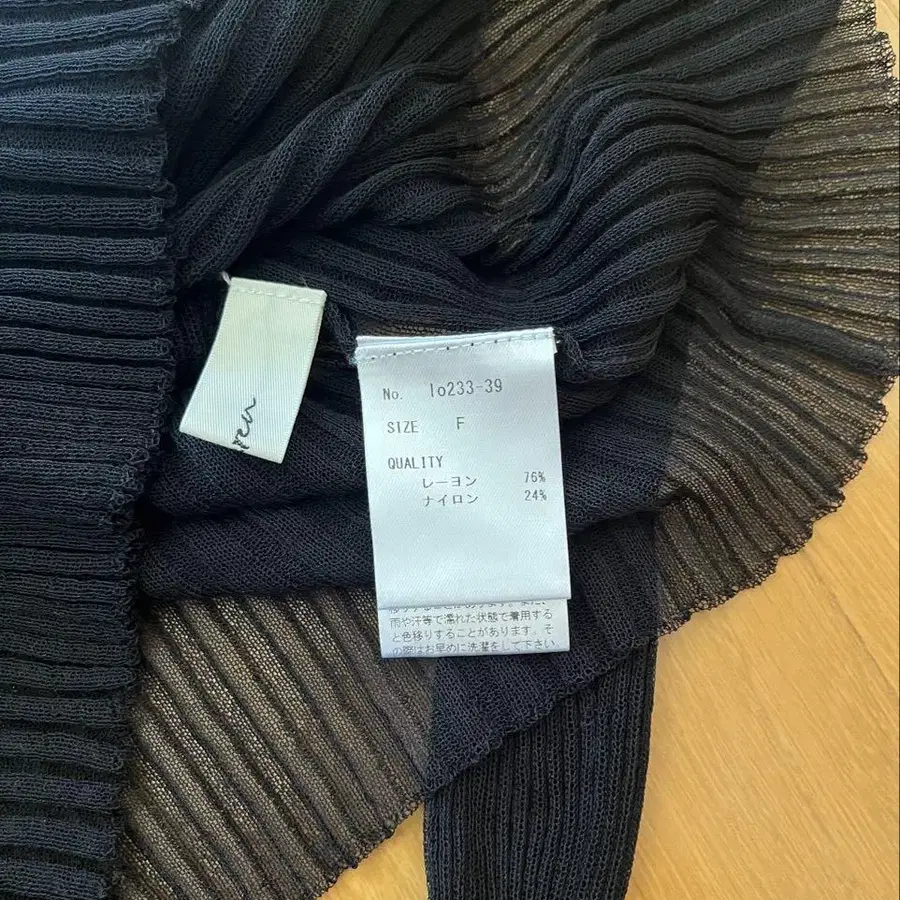 No. lo233-39
SIZE F
QUALITY
レーヨン 76%
ナイロン 24%
雨や汗等で濡れた状態で着用する
と色移りすることがあります。そ
の際はお早めに洗濯をして下さい。